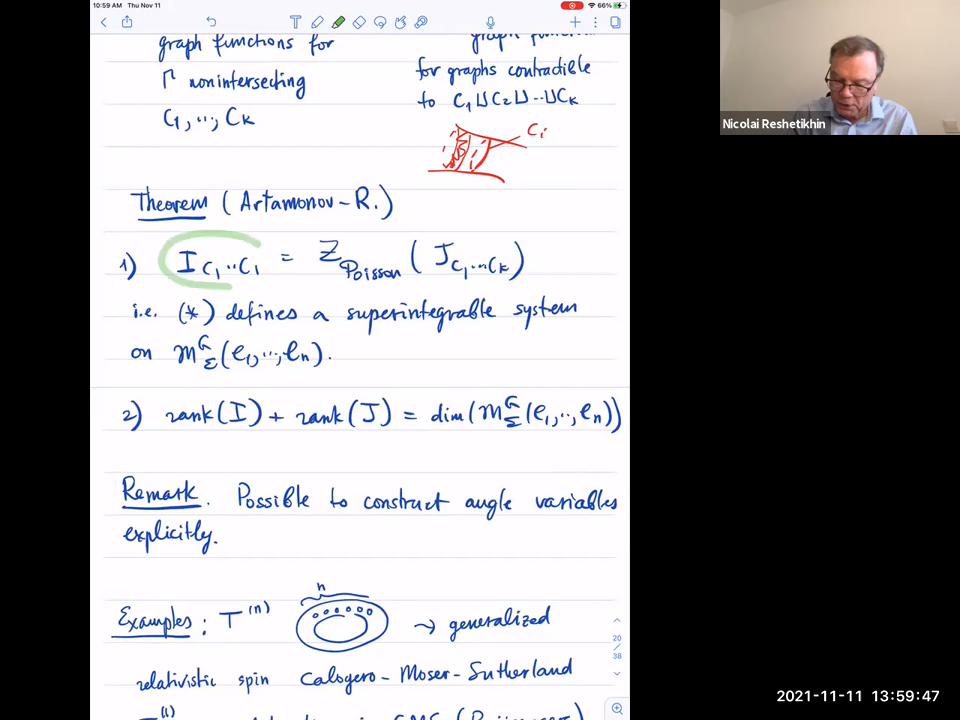 10:59 AM Thu Nov 11
66%
graph functions for
Γ nonintersecting
C₁, .., Cₖ
for graphs contradible
to C₁⊔C₂⊔...⊔Cₖ
Cᵢ
Theorem (Artamonov-R.)
1) I_{C₁..C₁} = Z_{Poisson} (J_{C₁...Cₖ})
i.e. (*) defines a superintegrable system
on m^G_Σ(e₁,..,eₙ).
2) rank(I) + rank(J) = dim(m^G_Σ(e₁,..,eₙ))
Remark. Possible to construct angle variables
explicitly.
n
Examples: T⁽ⁿ⁾ → generalized
relativistic spin Calogero-Moser-Sutherland
20
/
38
Nicolai Reshetikhin
2021-11-11 13:59:47